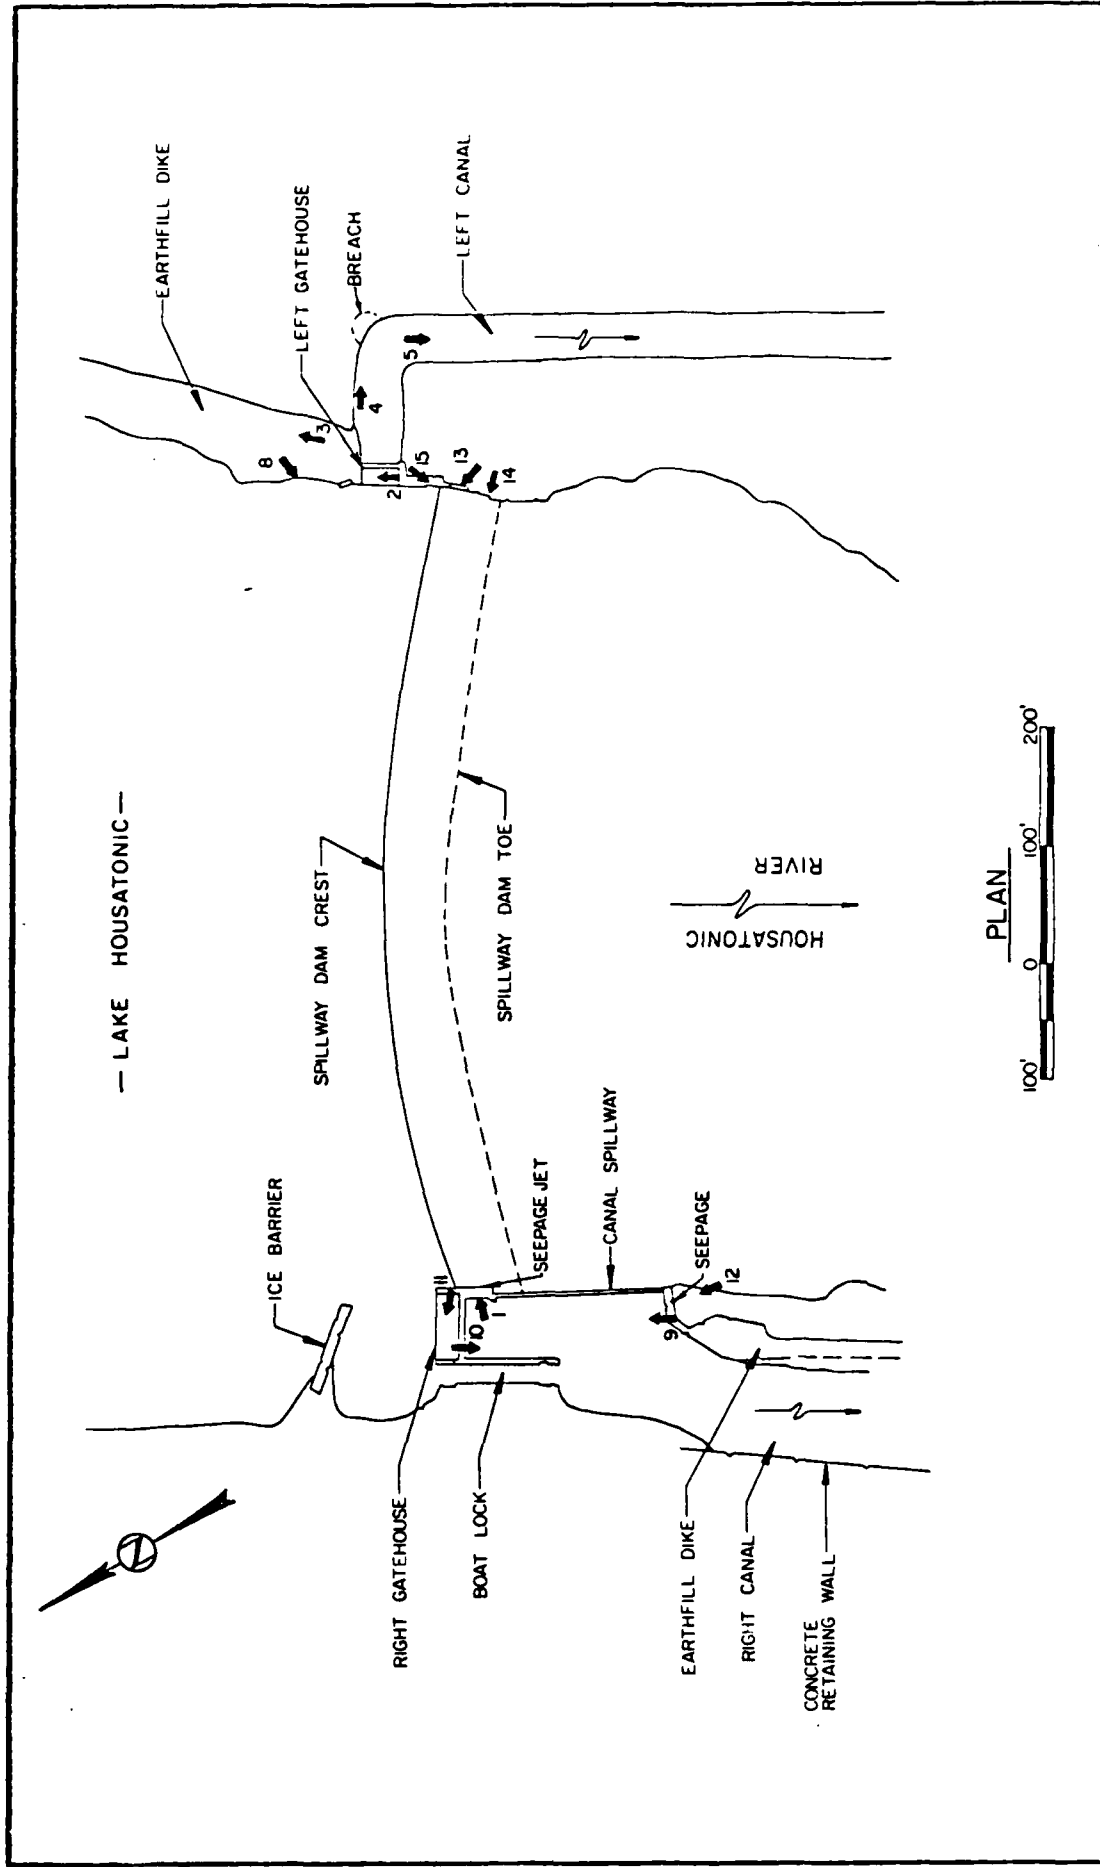 — LAKE HOUSATONIC —
EARTHFILL DIKE
LEFT GATEHOUSE
BREACH
LEFT CANAL
8
3
4
5
2
15
13
14
SPILLWAY DAM CREST
SPILLWAY DAM TOE
ICE BARRIER
SEEPAGE JET
CANAL SPILLWAY
SEEPAGE
11
10
1
9
12
HOUSATONIC
RIVER
N
RIGHT GATEHOUSE
BOAT LOCK
EARTHFILL DIKE
RIGHT CANAL
CONCRETE
RETAINING WALL
PLAN
100' 0 100' 200'